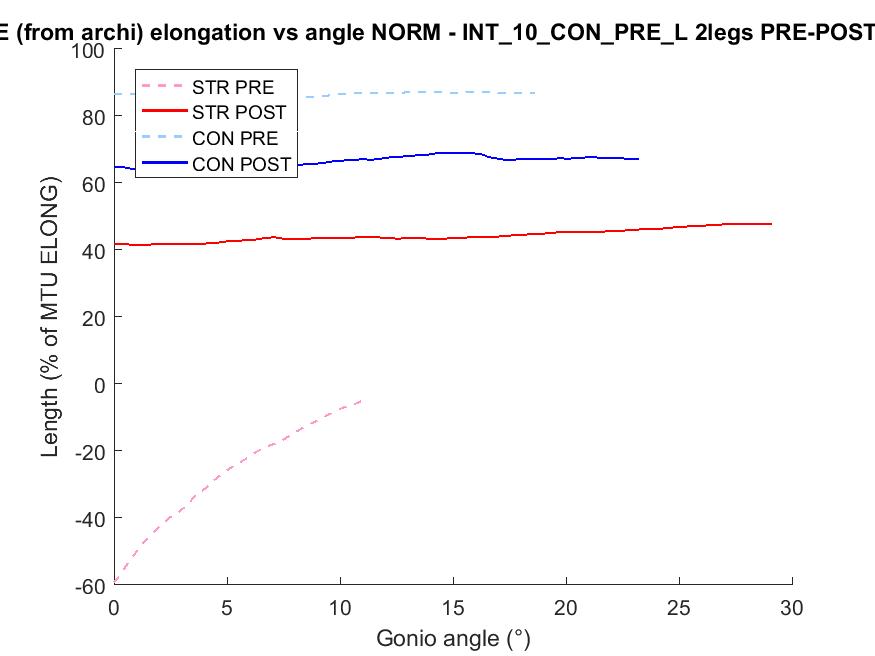 E (from archi) elongation vs angle NORM - INT_10_CON_PRE_L 2legs PRE-POST
100
80
60
40
20
0
-20
-40
-60
Length (% of MTU ELONG)
STR PRE
STR POST
CON PRE
CON POST
0 5 10 15 20 25 30
Gonio angle (°)